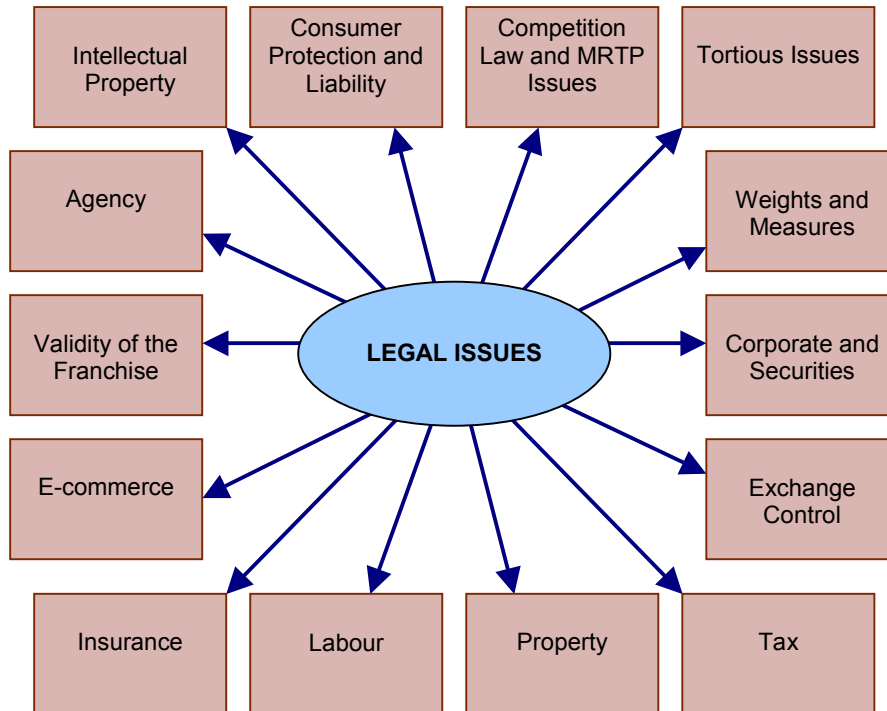 Intellectual
Property
Consumer
Protection and
Liability
Competition
Law and MRTP
Issues
Tortious Issues
Agency
Weights and
Measures
Validity of the
Franchise
LEGAL ISSUES
Corporate and
Securities
E-commerce
Exchange
Control
Insurance
Labour
Property
Tax